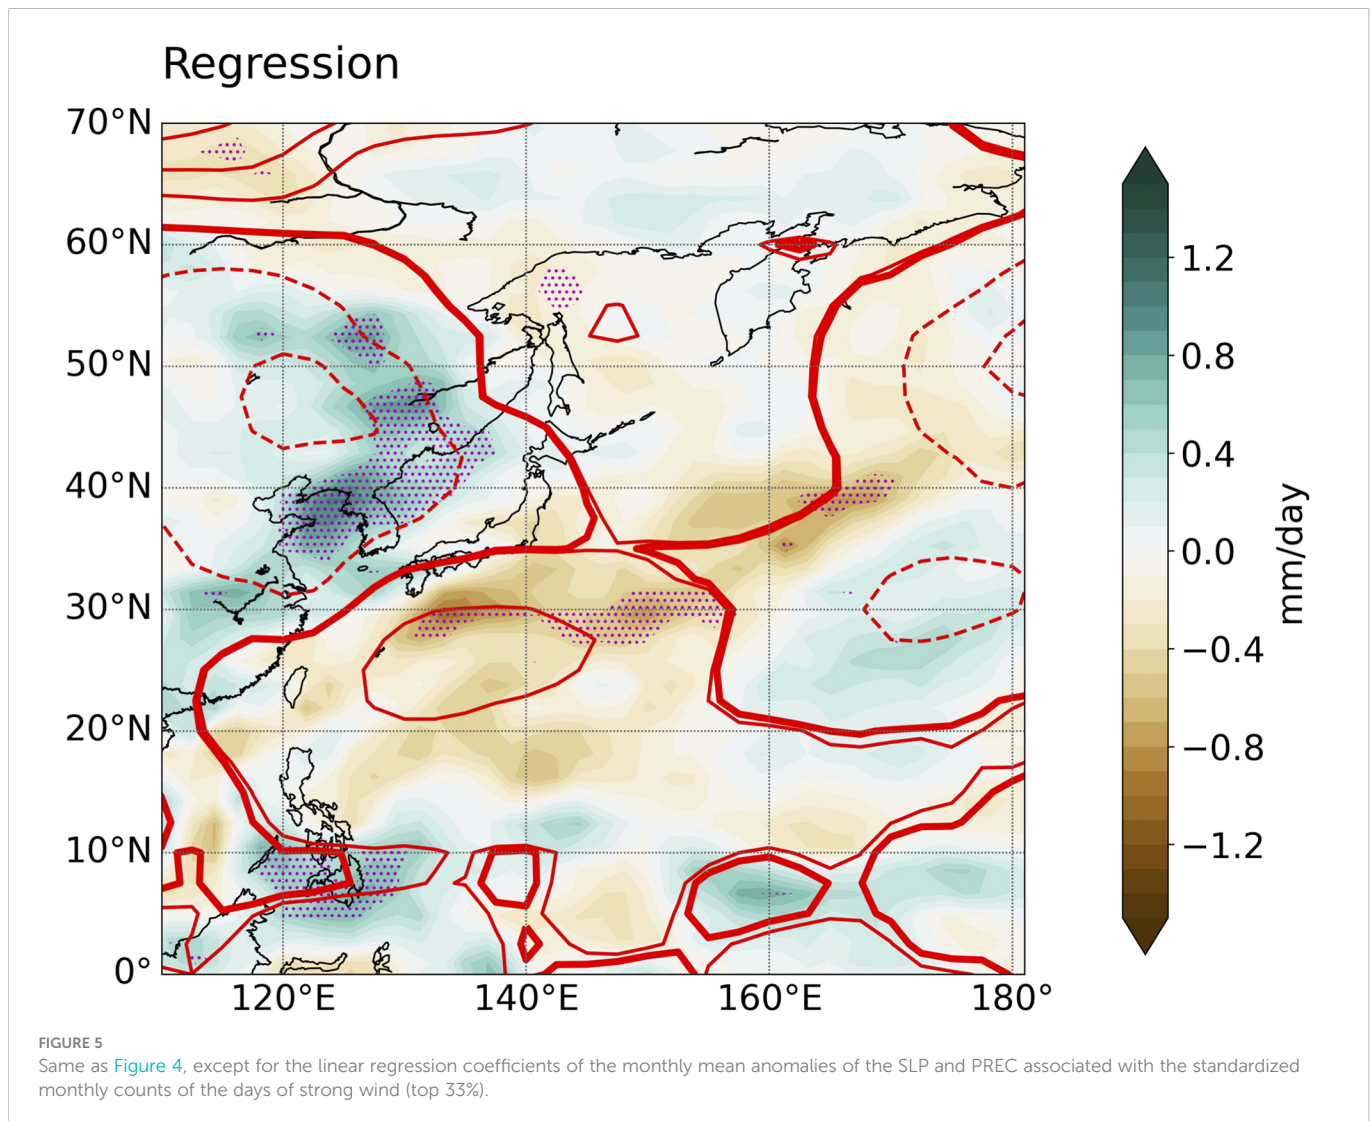 Regression
70°N
60°N
50°N
40°N
30°N
20°N
10°N
0°
120°E 140°E 160°E 180°
1.2
0.8
0.4
0.0
−0.4
−0.8
−1.2
mm/day
FIGURE 5
Same as Figure 4, except for the linear regression coefficients of the monthly mean anomalies of the SLP and PREC associated with the standardized
monthly counts of the days of strong wind (top 33%).